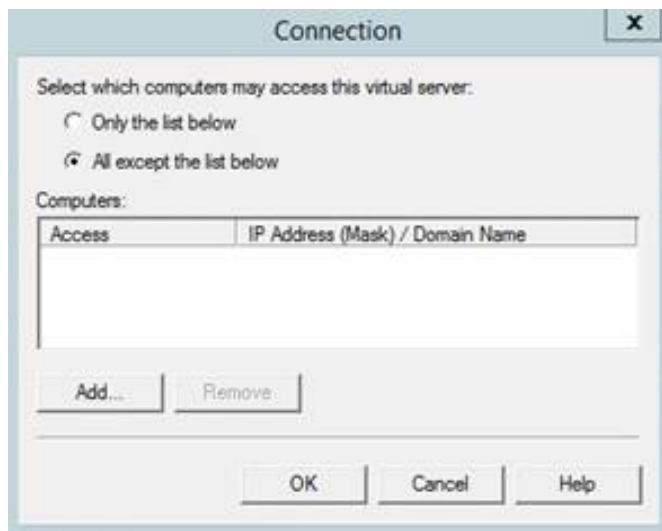 Connection
x
Select which computers may access this virtual server:
Only the list below
All except the list below
Computers:
Access IP Address (Mask) / Domain Name
Add... Remove
OK Cancel Help